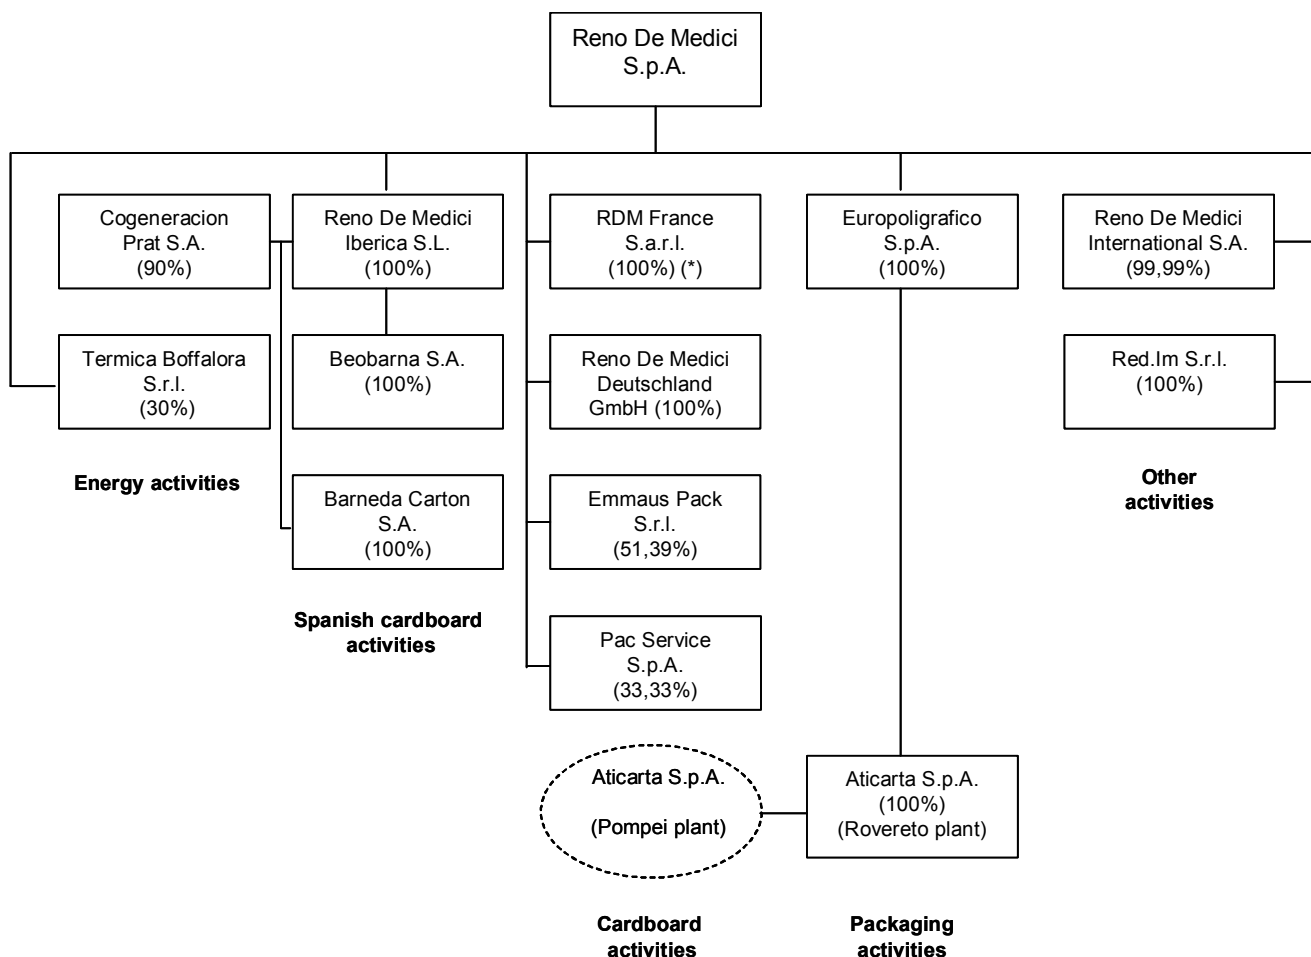 Reno De Medici
S.p.A.
Cogeneracion
Prat S.A.
(90%)
Reno De Medici
Iberica S.L.
(100%)
RDM France
S.a.r.l.
(100%) (*)
Europoligrafico
S.p.A.
(100%)
Reno De Medici
International S.A.
(99,99%)
Termica Boffalora
S.r.l.
(30%)
Beobarna S.A.
(100%)
Reno De Medici
Deutschland
GmbH (100%)
Red.Im S.r.l.
(100%)
Energy activities
Other
activities
Barneda Carton
S.A.
(100%)
Emmaus Pack
S.r.l.
(51,39%)
Spanish cardboard
activities
Pac Service
S.p.A.
(33,33%)
Aticarta S.p.A.
(Pompei plant)
Aticarta S.p.A.
(100%)
(Rovereto plant)
Cardboard
activities
Packaging
activities